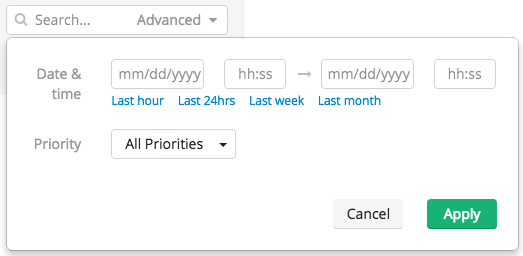 Search... Advanced
Date & time mm/dd/yyyy hh:ss → mm/dd/yyyy hh:ss
Last hour Last 24hrs Last week Last month
Priority All Priorities
Cancel Apply